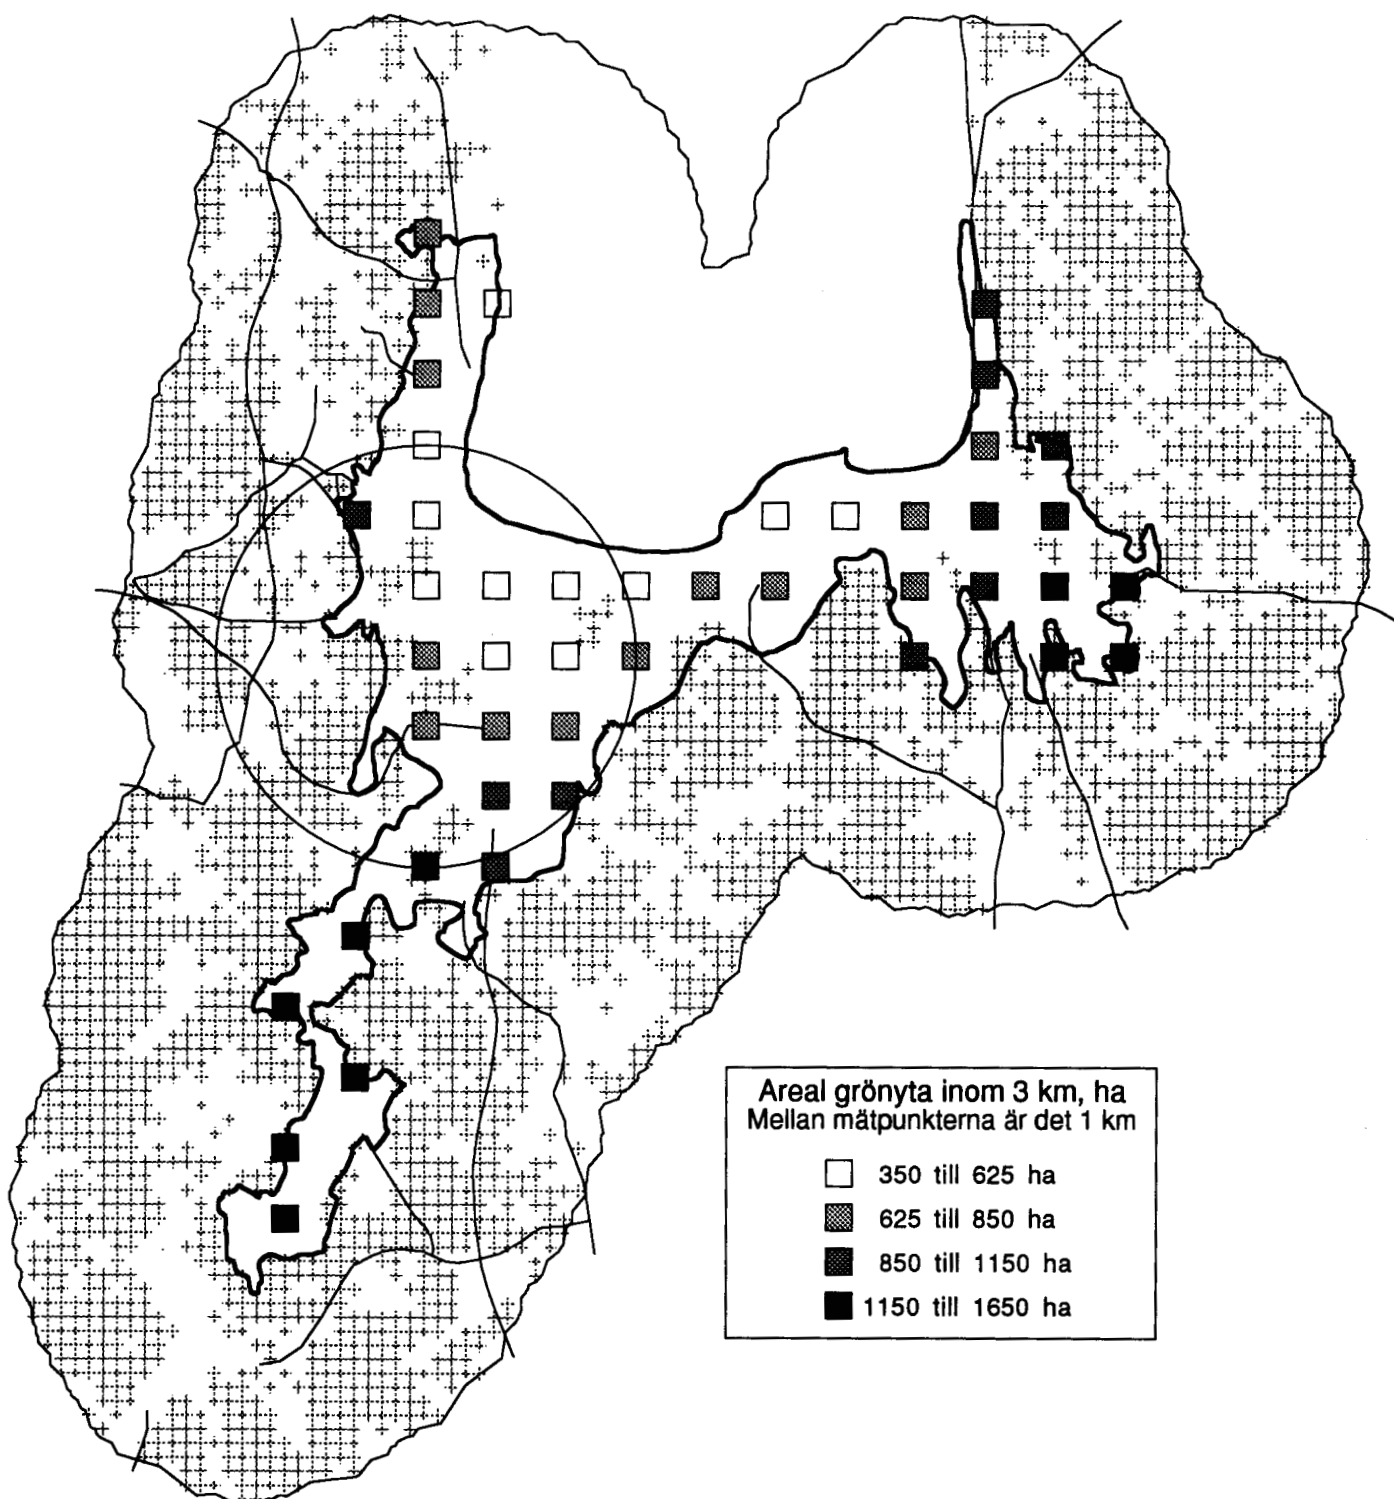 Areal grönyta inom 3 km, ha
Mellan mätpunkterna är det 1 km
350 till 625 ha
625 till 850 ha
850 till 1150 ha
1150 till 1650 ha